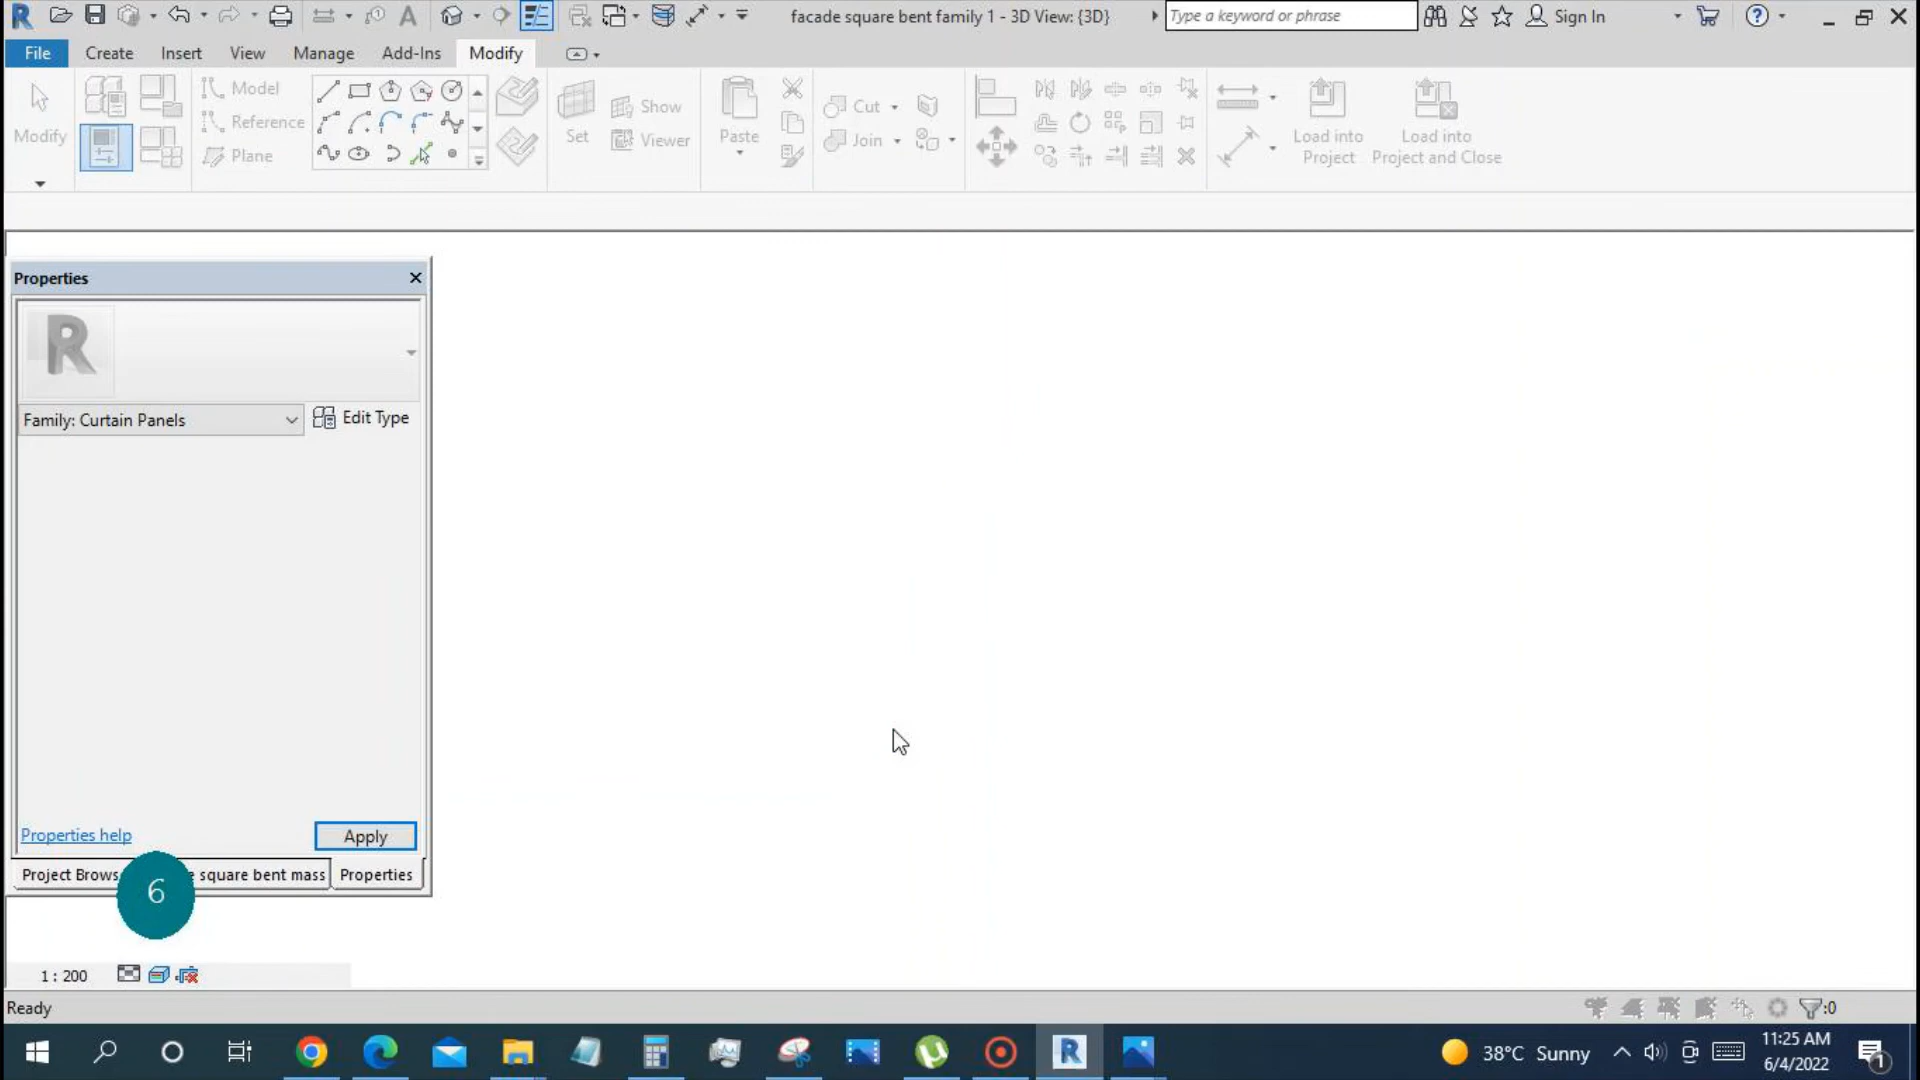 facade square bent family 1 - 3D View: {3D}
Type a keyword or phrase
Sign In
File
Create
Insert
View
Manage
Add-Ins
Modify
Modify
Model
Reference
Plane
Set
Show
Viewer
Paste
Cut
Join
Load into
Project
Load into
Project and Close
Properties
R
Family: Curtain Panels
Edit Type
Properties help
Apply
Project Brows
square bent mass
Properties
6
1 : 200
Ready
:0
38°C Sunny
11:25 AM
6/4/2022
1